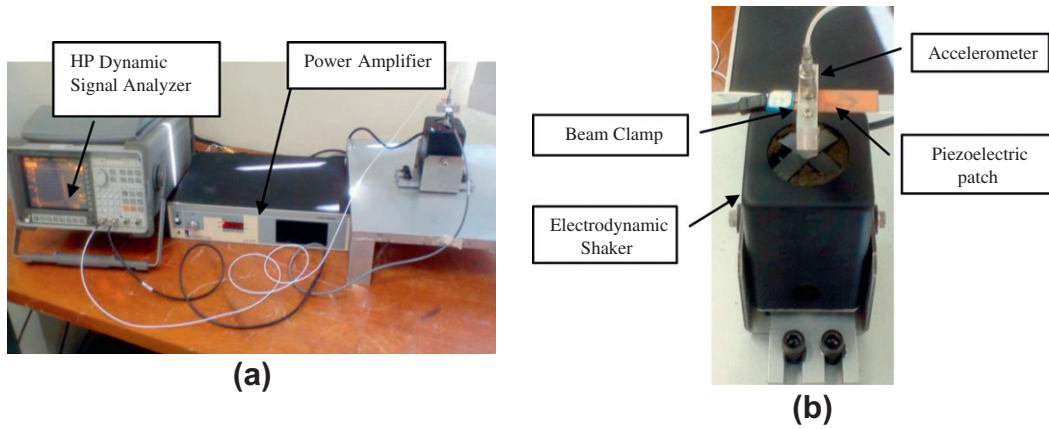 HP Dynamic
Signal Analyzer
Power Amplifier
(a)
Accelerometer
Beam Clamp
Piezoelectric
patch
Electrodynamic
Shaker
(b)